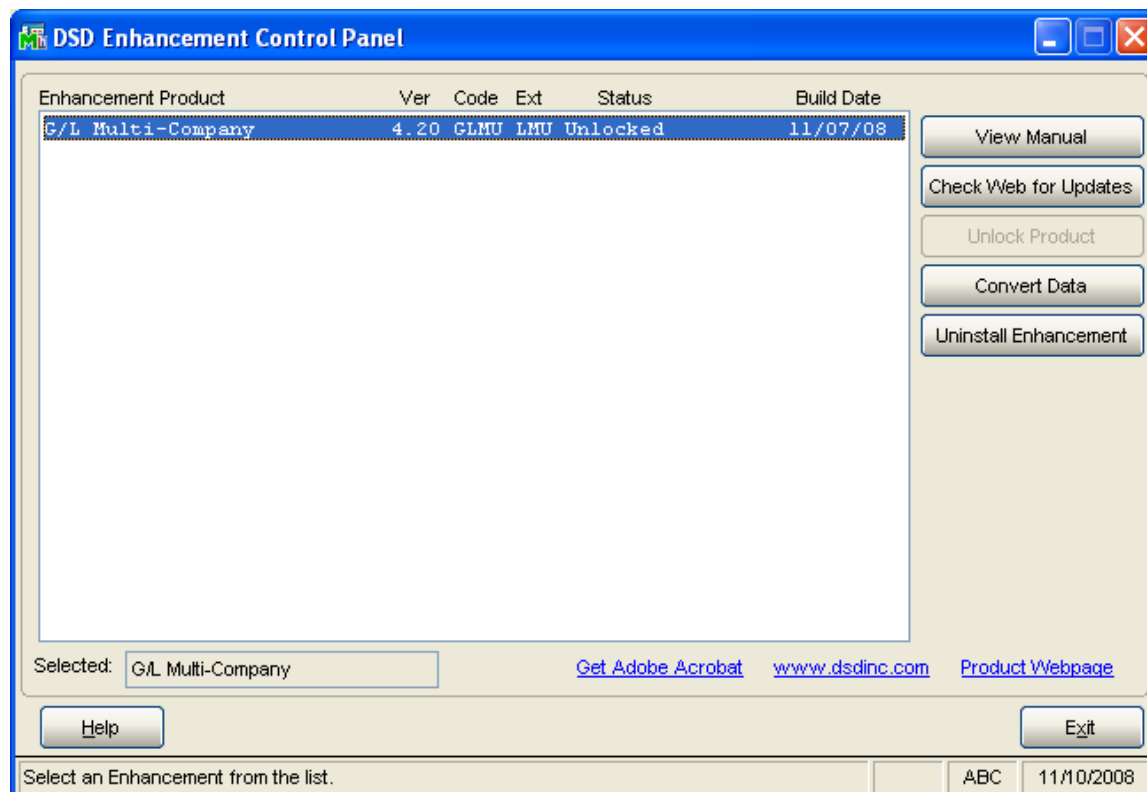 DSD Enhancement Control Panel
Enhancement Product Ver Code Ext Status Build Date
G/L Multi-Company 4.20 GLMU LMU Unlocked 11/07/08
View Manual
Check Web for Updates
Unlock Product
Convert Data
Uninstall Enhancement
Selected: G/L Multi-Company Get Adobe Acrobat www.dsdinc.com Product Webpage
Help Exit
Select an Enhancement from the list. ABC 11/10/2008